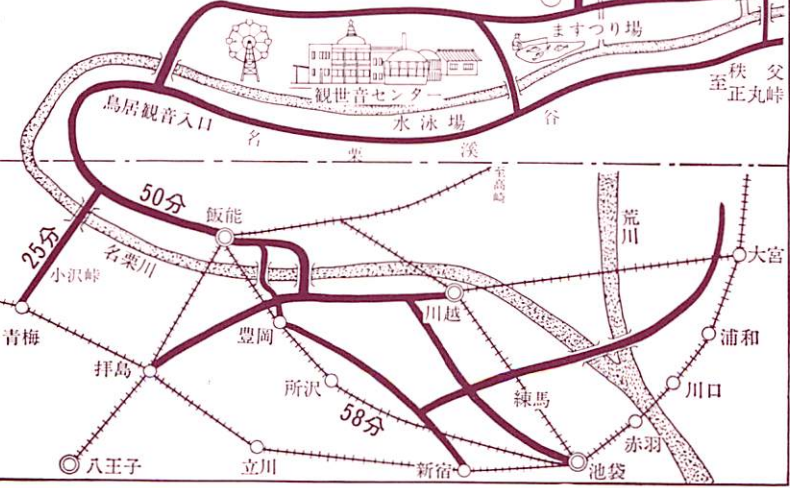 ますつり場
観世音センター
至秩父
正丸峠
鳥居観音入口
水泳場
名栗渓谷
至高崎
50分
飯能
荒川
25分
小沢峠
名栗川
大宮
青梅
川越
豊岡
浦和
拝島
所沢
58分
練馬
川口
赤羽
八王子
立川
新宿
池袋